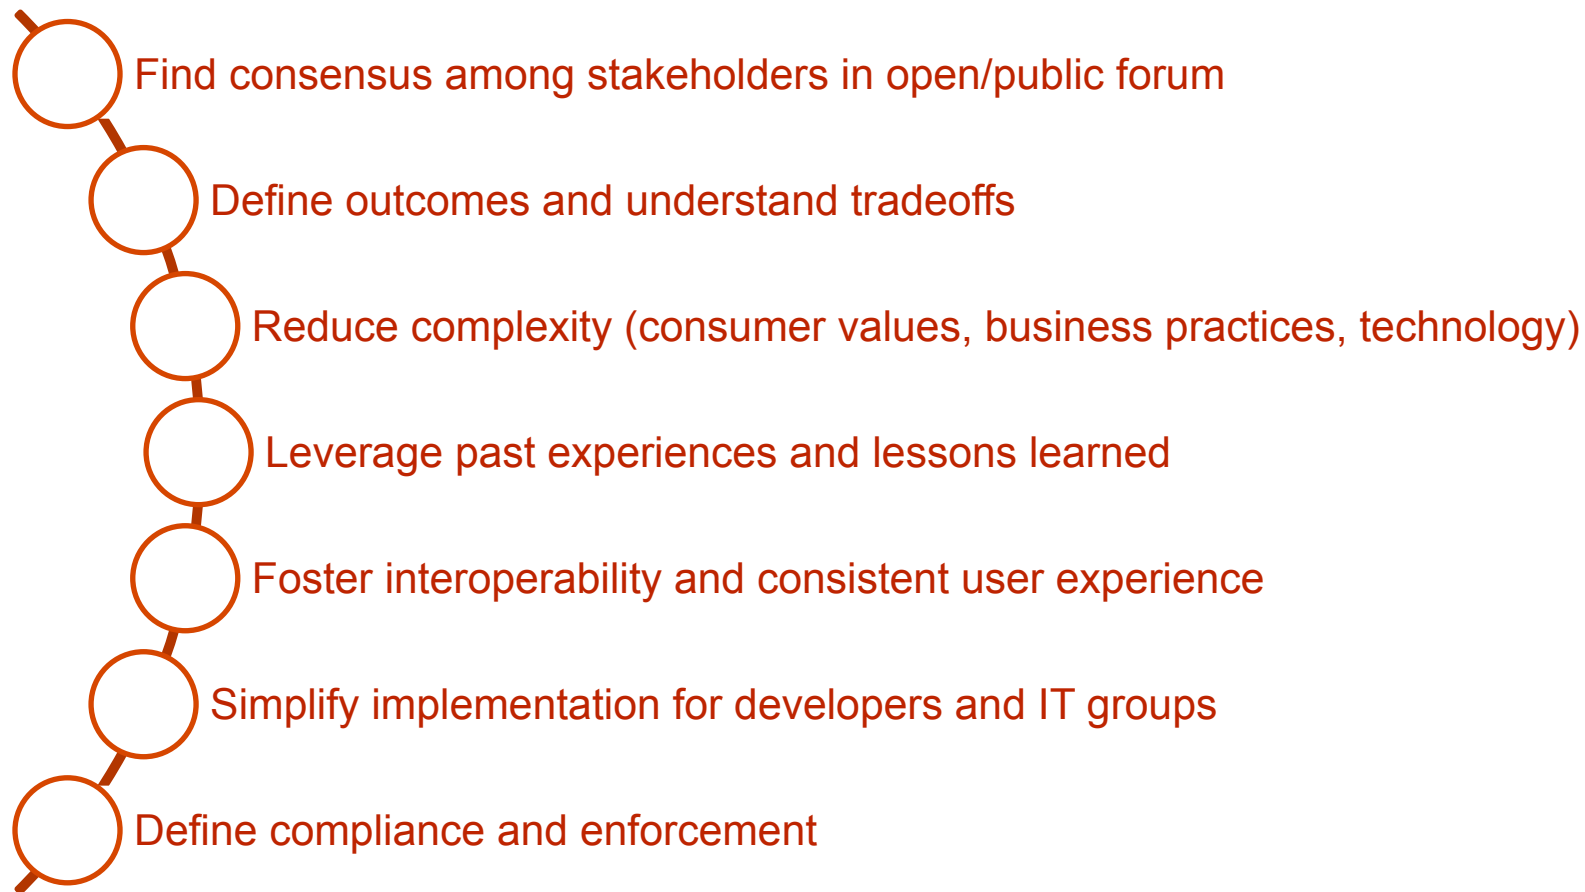 Find consensus among stakeholders in open/public forum
Define outcomes and understand tradeoffs
Reduce complexity (consumer values, business practices, technology)
Leverage past experiences and lessons learned
Foster interoperability and consistent user experience
Simplify implementation for developers and IT groups
Define compliance and enforcement